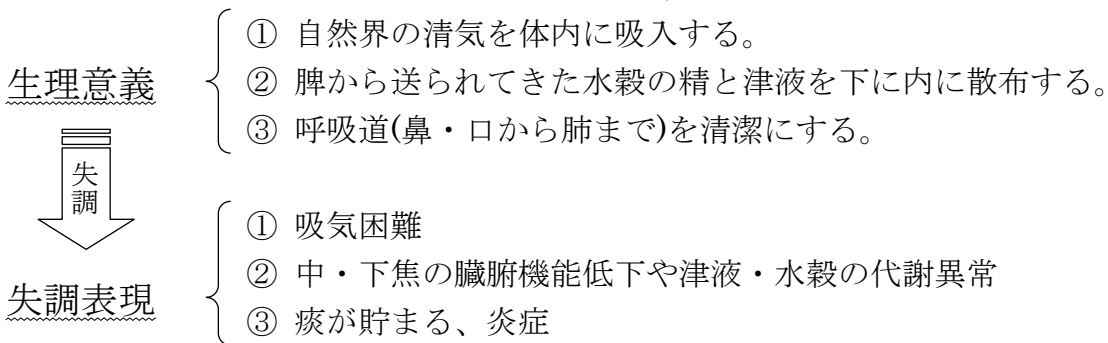 ① 自然界の清気を体内に吸入する。
生理意義
② 脾から送られてきた水穀の精と津液を下に内に散布する。
③ 呼吸道(鼻・口から肺まで)を清潔にする。
失調
① 吸気困難
② 中・下焦の臓腑機能低下や津液・水穀の代謝異常
失調表現
③ 痰が貯まる、炎症